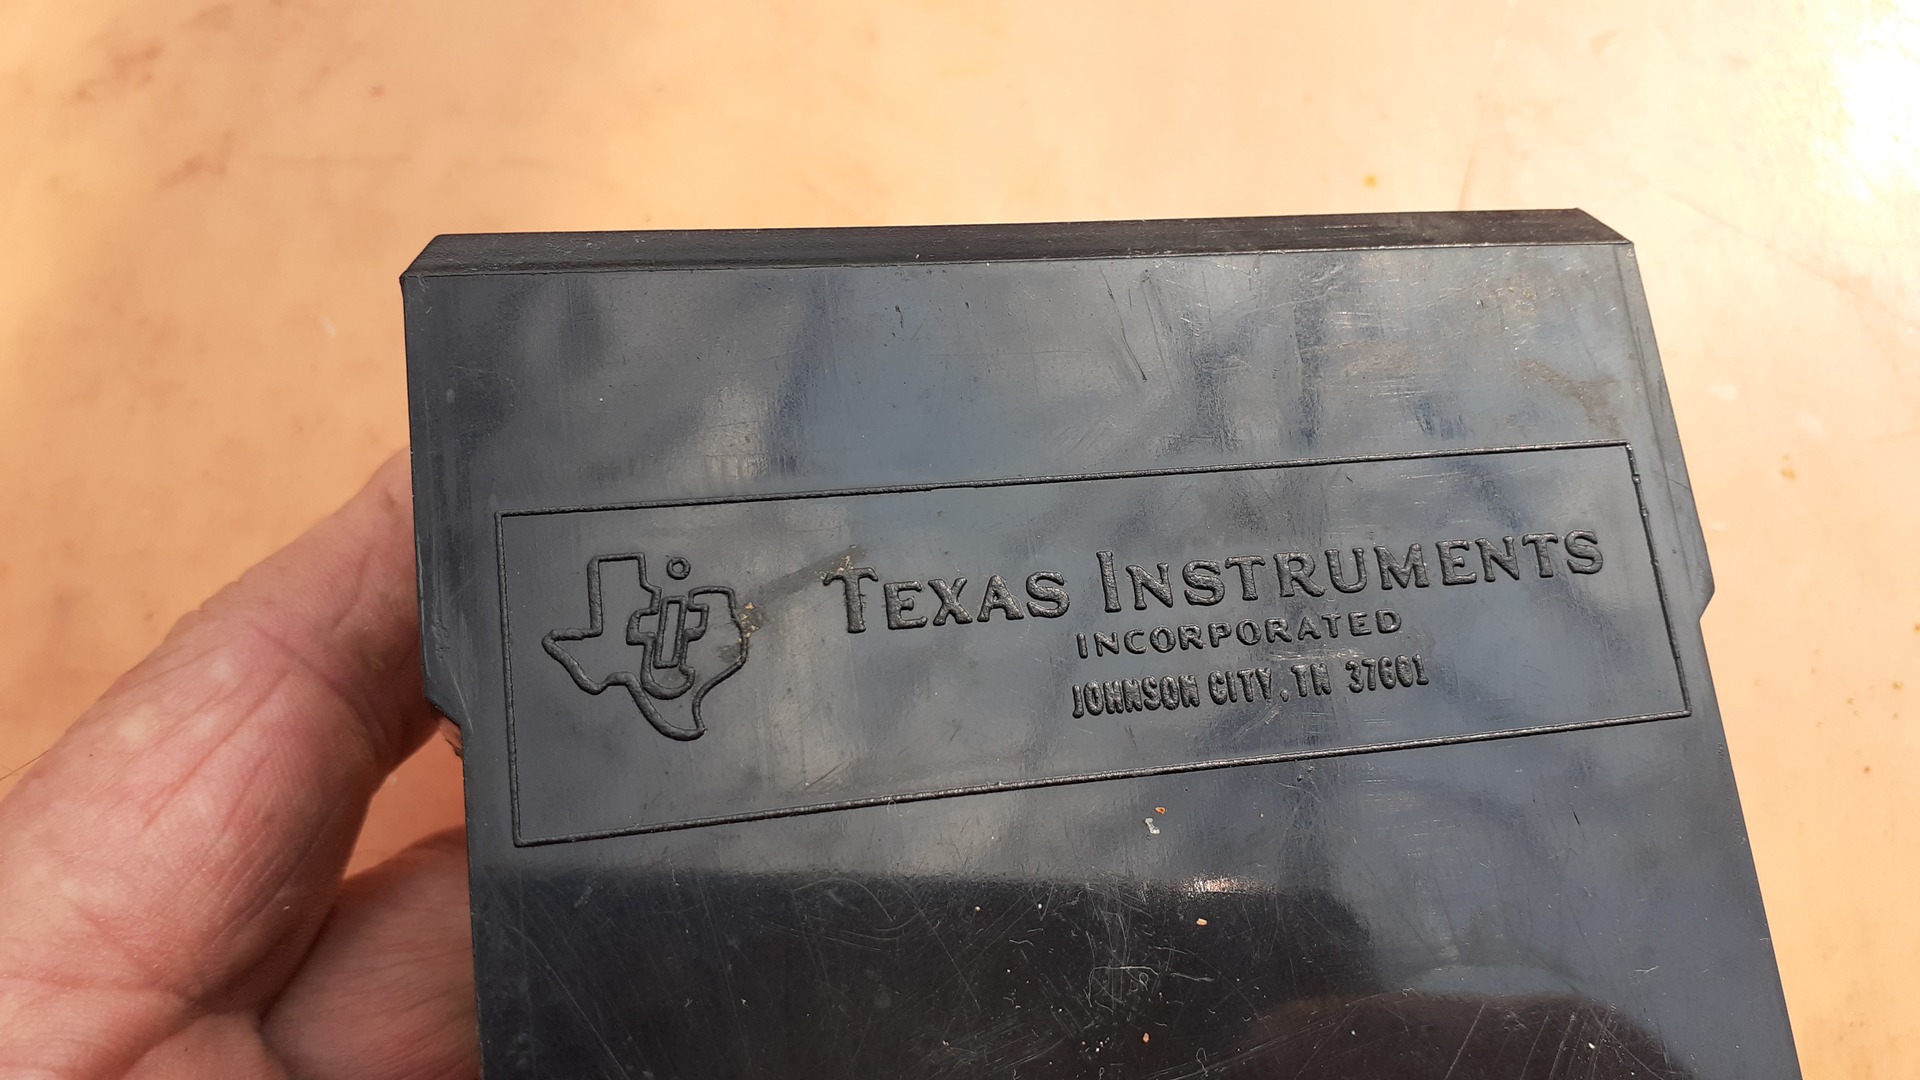 TEXAS INSTRUMENTS
INCORPORATED
JOHNSON CITY, TN 37601